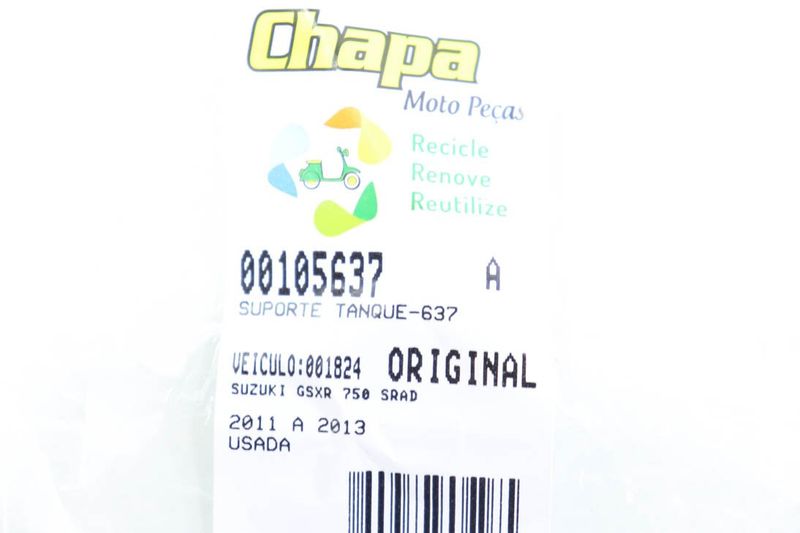 Chapa
Moto Peças
Recicle
Renove
Reutilize
00105637 A
SUPORTE TANQUE-637
VEICULO:001824 ORIGINAL
SUZUKI GSXR 750 SRAD
2011 A 2013
USADA